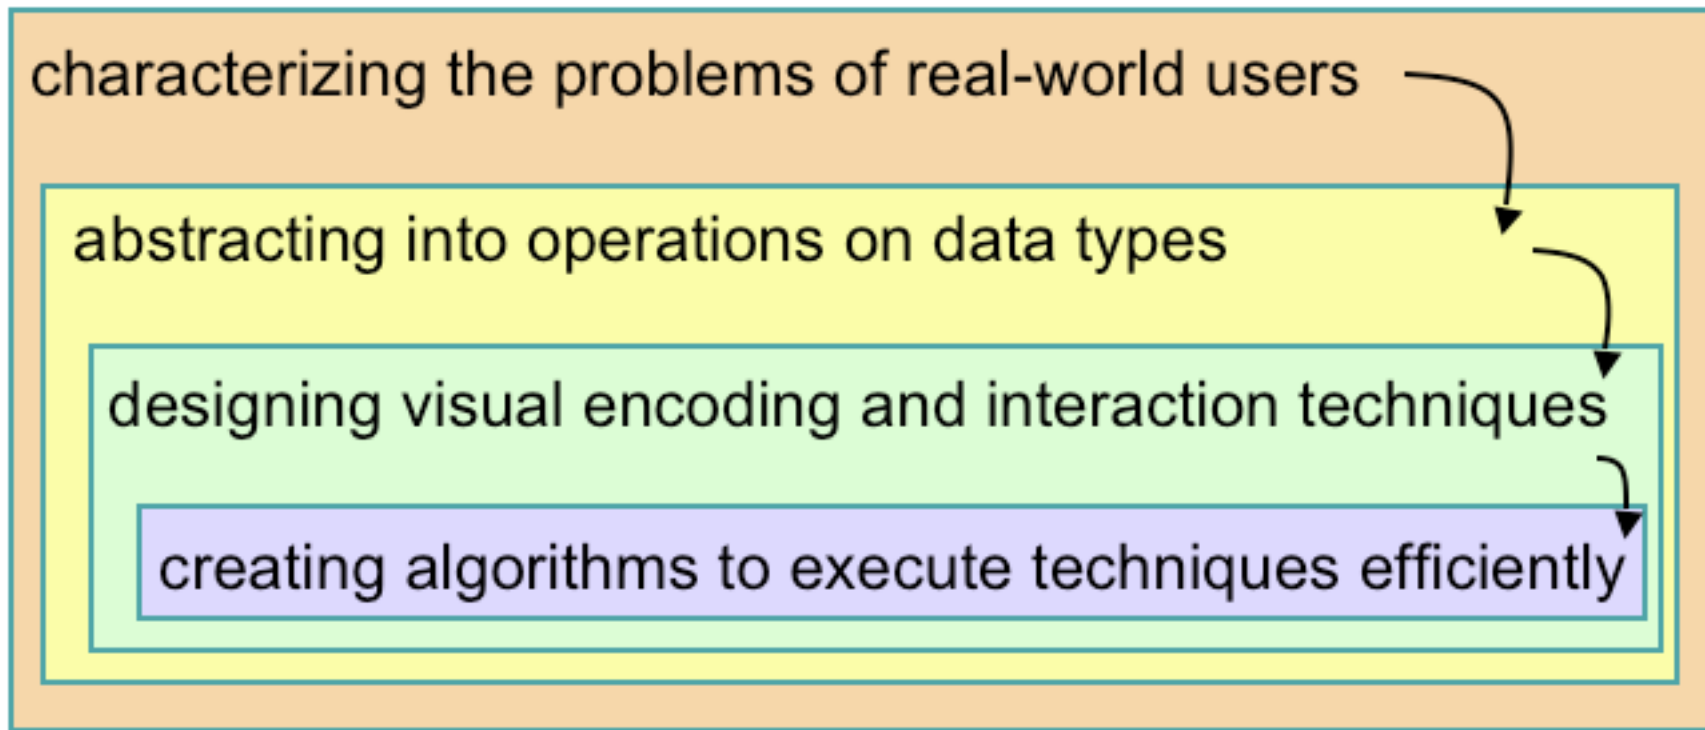 characterizing the problems of real-world users
abstracting into operations on data types
designing visual encoding and interaction techniques
creating algorithms to execute techniques efficiently